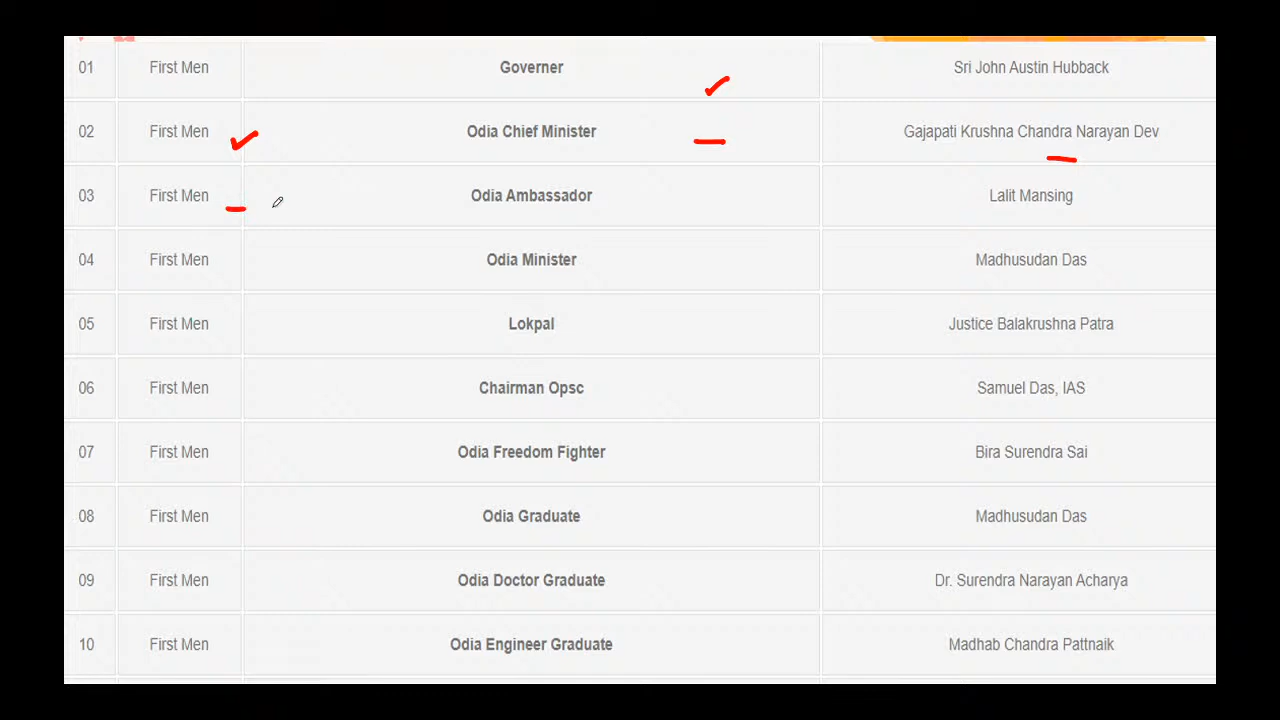 01 First Men Governer Sri John Austin Hubback
02 First Men Odia Chief Minister Gajapati Krushna Chandra Narayan Dev
03 First Men Odia Ambassador Lalit Mansing
04 First Men Odia Minister Madhusudan Das
05 First Men Lokpal Justice Balakrushna Patra
06 First Men Chairman Opsc Samuel Das, IAS
07 First Men Odia Freedom Fighter Bira Surendra Sai
08 First Men Odia Graduate Madhusudan Das
09 First Men Odia Doctor Graduate Dr. Surendra Narayan Acharya
10 First Men Odia Engineer Graduate Madhab Chandra Pattnaik